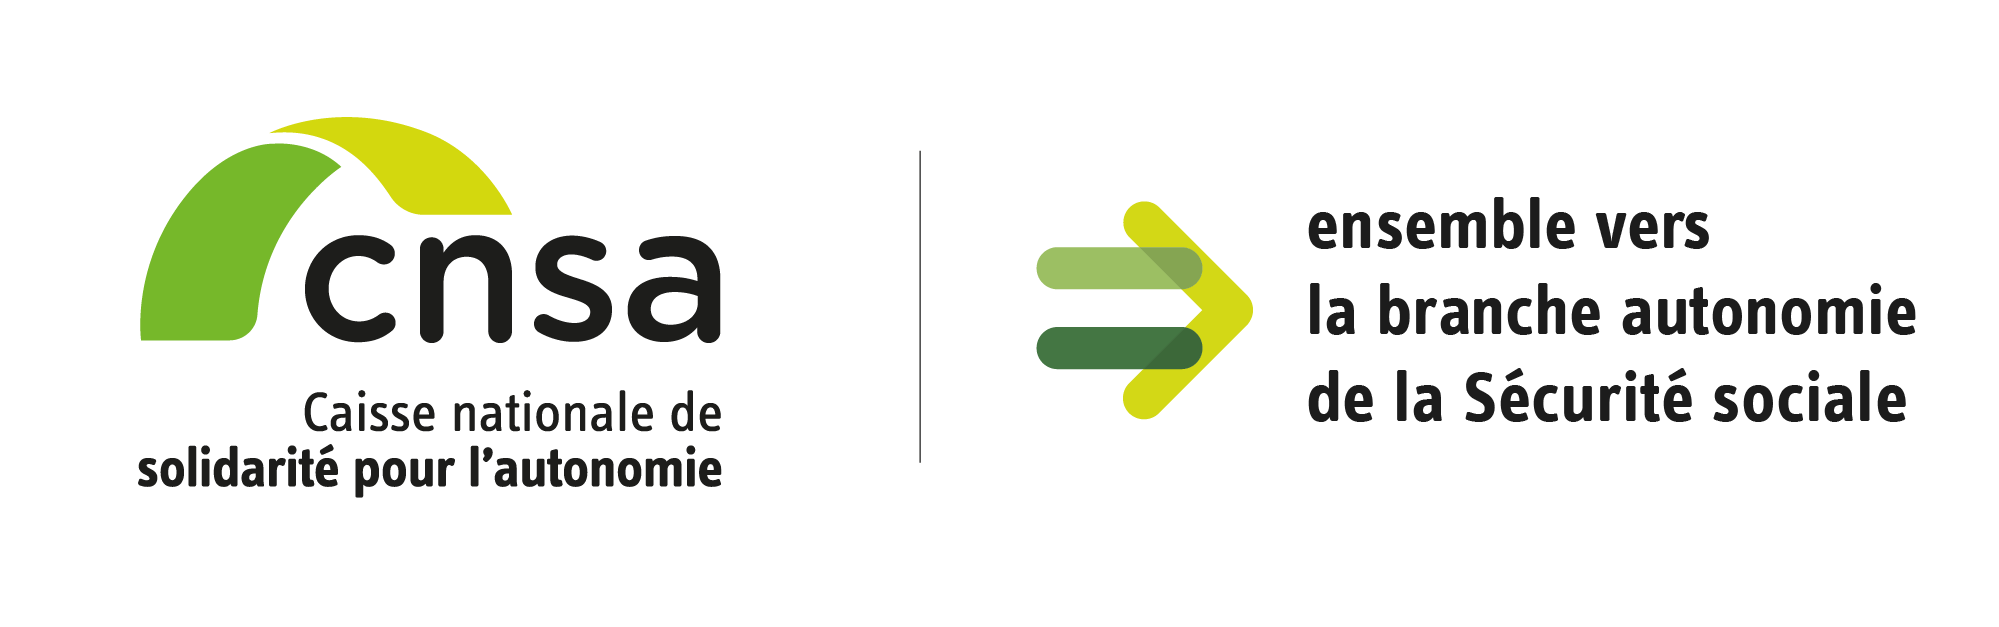 cnsa
Caisse nationale de
solidarité pour l'autonomie
ensemble vers
la branche autonomie
de la Sécurité sociale